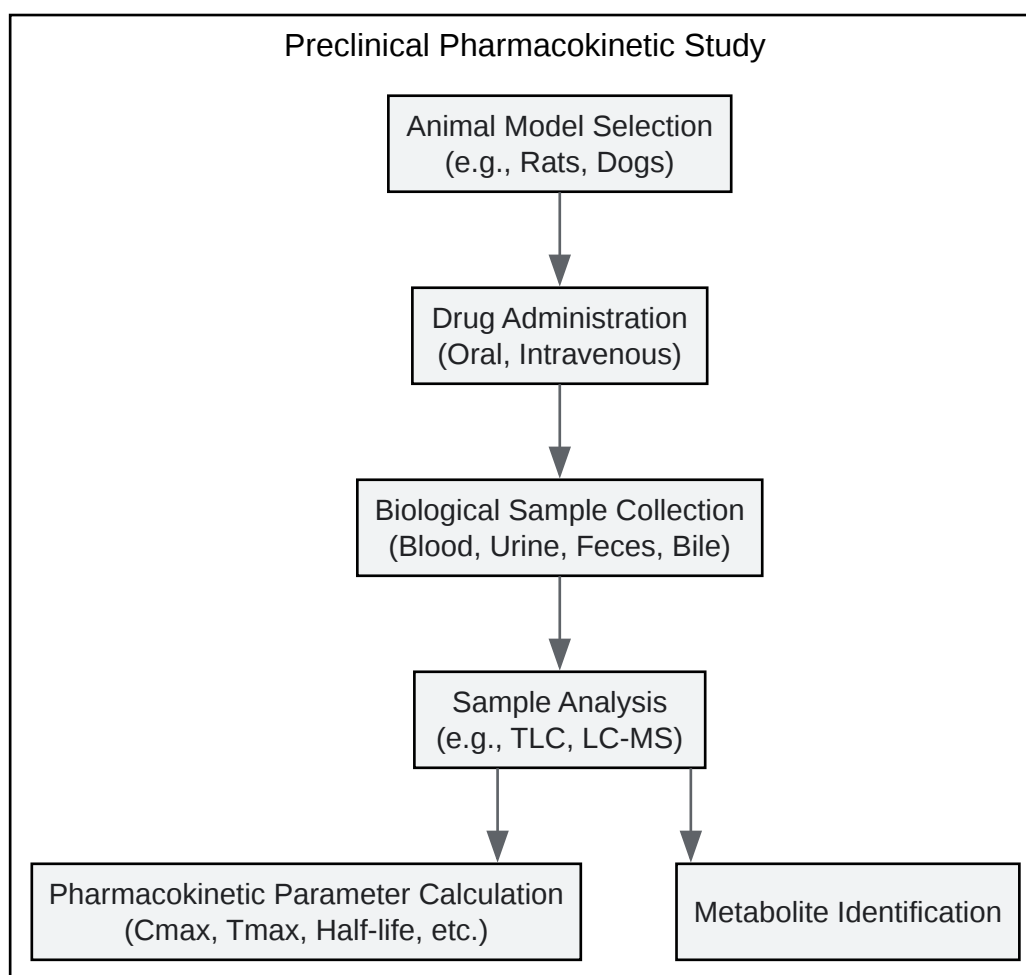 Preclinical Pharmacokinetic Study
Animal Model Selection
(e.g., Rats, Dogs)
Drug Administration
(Oral, Intravenous)
Biological Sample Collection
(Blood, Urine, Feces, Bile)
Sample Analysis
(e.g., TLC, LC-MS)
Pharmacokinetic Parameter Calculation
(Cmax, Tmax, Half-life, etc.)
Metabolite Identification